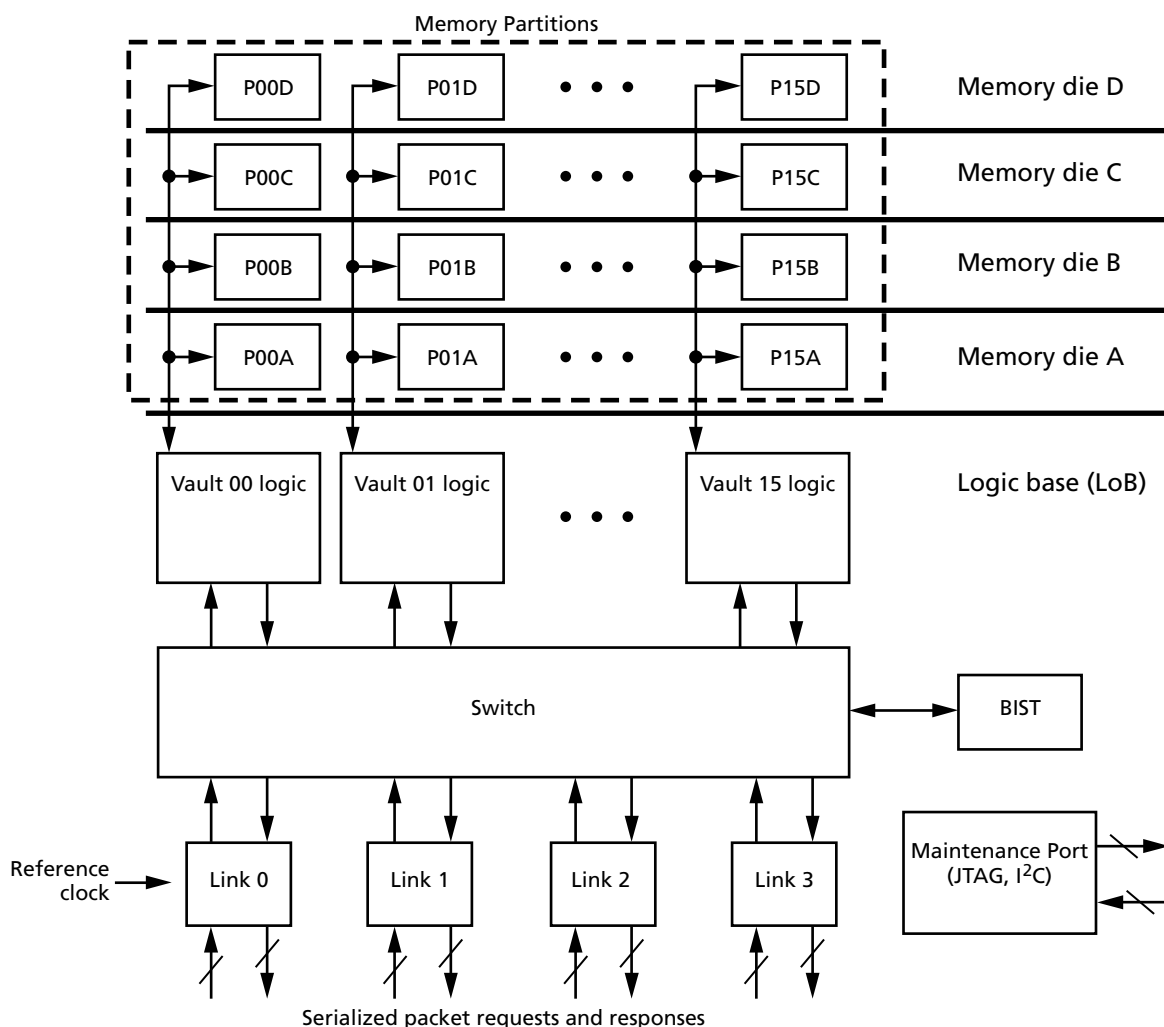 Memory Partitions
P00D
P01D
P15D
Memory die D
P00C
P01C
P15C
Memory die C
P00B
P01B
P15B
Memory die B
P00A
P01A
P15A
Memory die A
Vault 00 logic
Vault 01 logic
Vault 15 logic
Logic base (LoB)
Switch
BIST
Reference
clock
Link 0
Link 1
Link 2
Link 3
Maintenance Port
(JTAG, I²C)
Serialized packet requests and responses